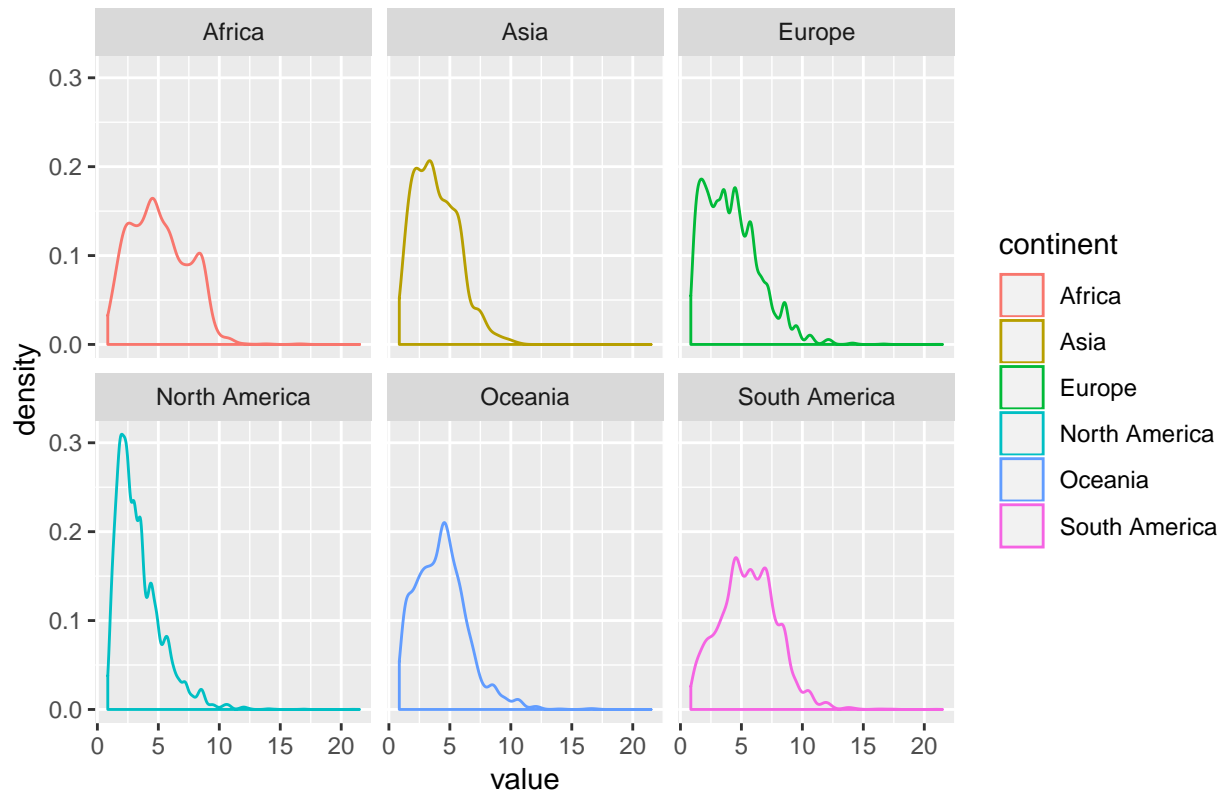 Africa Asia Europe
0.3
0.2
0.1
0.0
North America Oceania South America
0.3
0.2
0.1
0.0
0 5 10 15 20 0 5 10 15 20 0 5 10 15 20
value
density
continent
Africa
Asia
Europe
North America
Oceania
South America